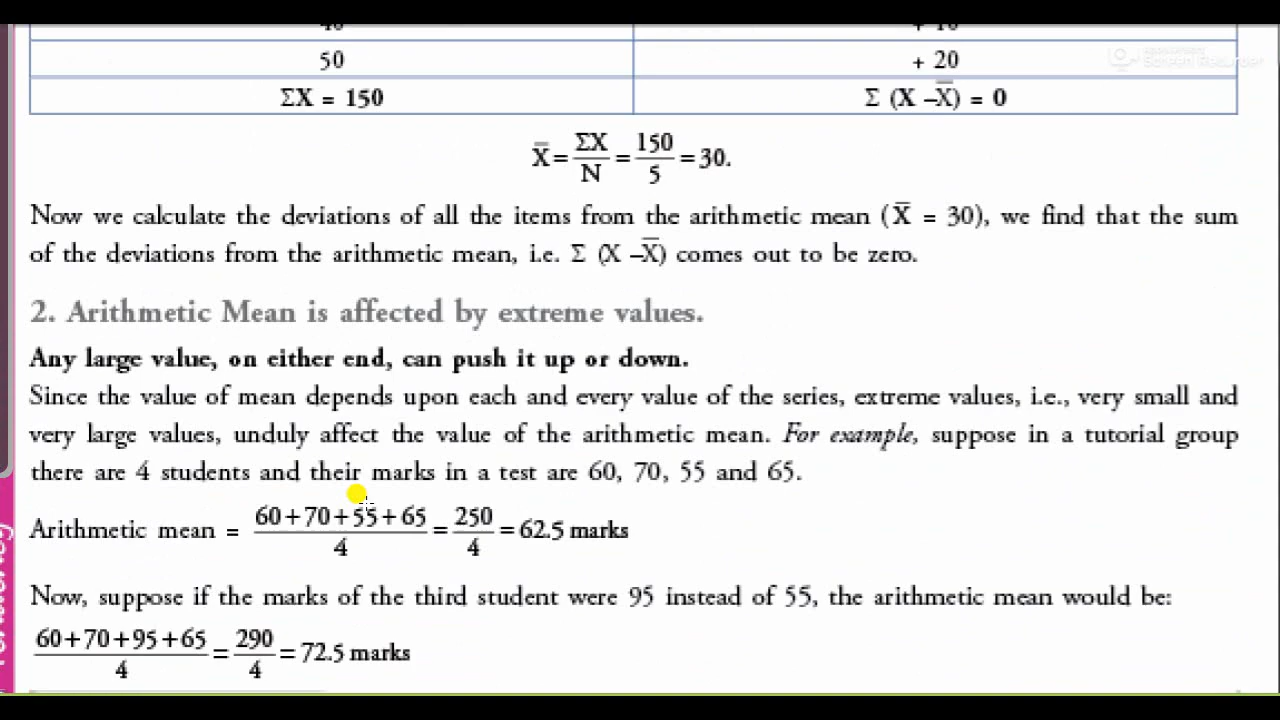 40 + 10
50 + 20
ΣX = 150 Σ (X –X̄) = 0
Screen Recorder
X̄ = ΣX/N = 150/5 = 30.
Now we calculate the deviations of all the items from the arithmetic mean (X̄ = 30), we find that the sum
of the deviations from the arithmetic mean, i.e. Σ (X –X̄) comes out to be zero.
2. Arithmetic Mean is affected by extreme values.
Any large value, on either end, can push it up or down.
Since the value of mean depends upon each and every value of the series, extreme values, i.e., very small and
very large values, unduly affect the value of the arithmetic mean. For example, suppose in a tutorial group
there are 4 students and their marks in a test are 60, 70, 55 and 65.
Arithmetic mean = 60+70+55+65/4 = 250/4 = 62.5 marks
Now, suppose if the marks of the third student were 95 instead of 55, the arithmetic mean would be:
60+70+95+65/4 = 290/4 = 72.5 marks